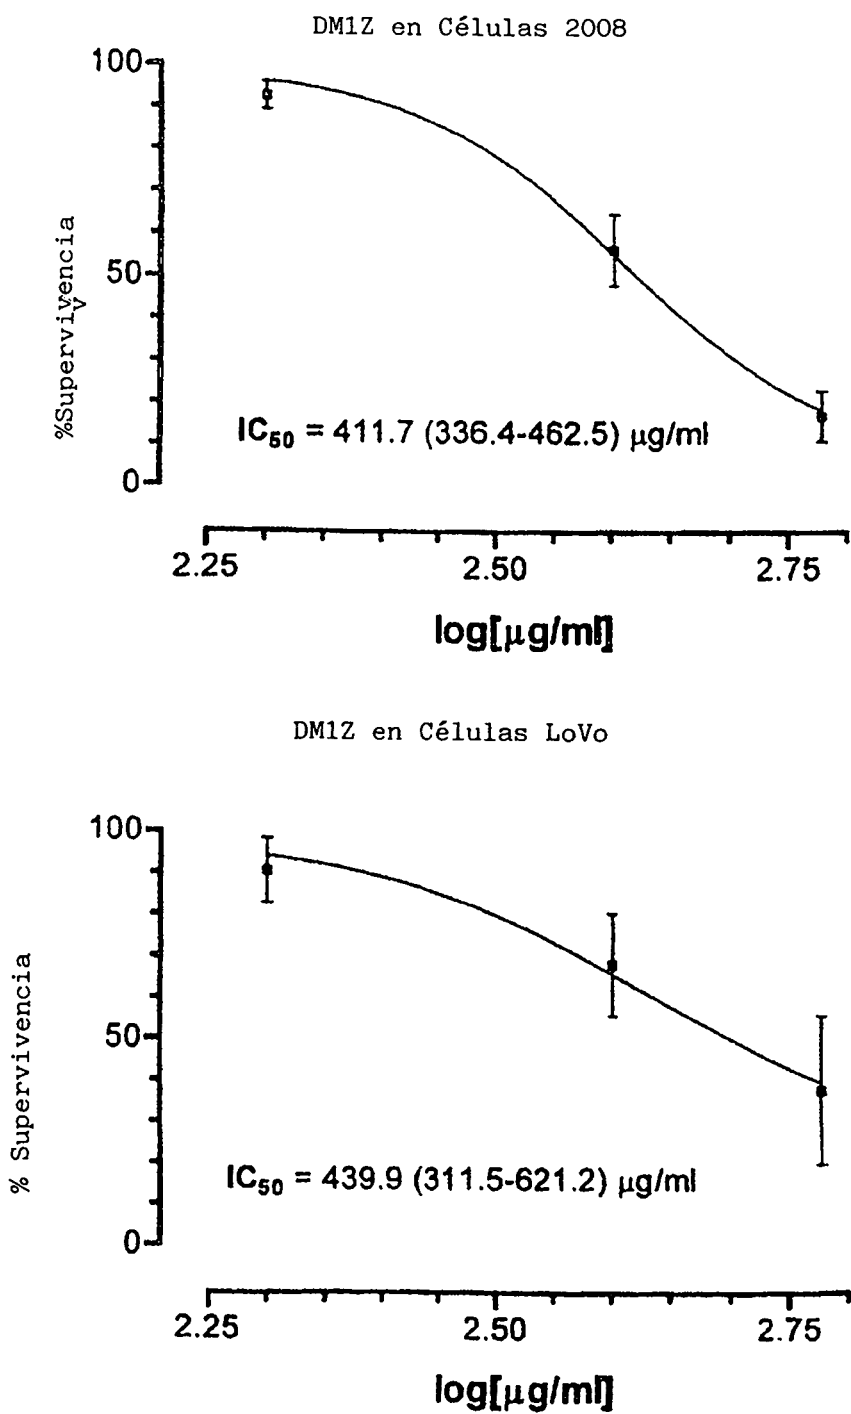 DM1Z en Células 2008
100
50
0
%Supervivencia
v
IC₅₀ = 411.7 (336.4-462.5) µg/ml
2.25
2.50
2.75
log[µg/ml]
DM1Z en Células LoVo
100
50
0
% Supervivencia
IC₅₀ = 439.9 (311.5-621.2) µg/ml
2.25
2.50
2.75
log[µg/ml]